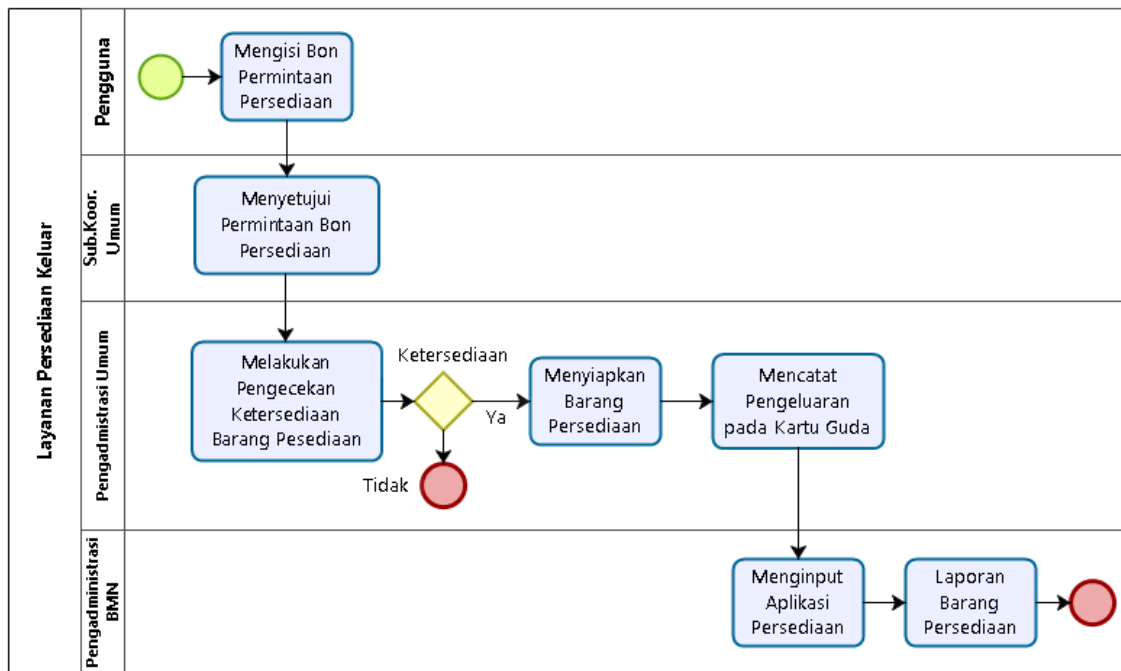 Layanan Persediaan Keluar
Pengguna
Mengisi Bon
Permintaan
Persediaan
Sub.Koor.
Umum
Menyetujui
Permintaan Bon
Persediaan
Pengadmistrasi Umum
Melakukan
Pengecekan
Ketersediaan
Barang Pesediaan
Ketersediaan
Ya
Tidak
Menyiapkan
Barang
Persediaan
Mencatat
Pengeluaran
pada Kartu Guda
Pengadministrasi
BMN
Menginput
Aplikasi
Persediaan
Laporan
Barang
Persediaan